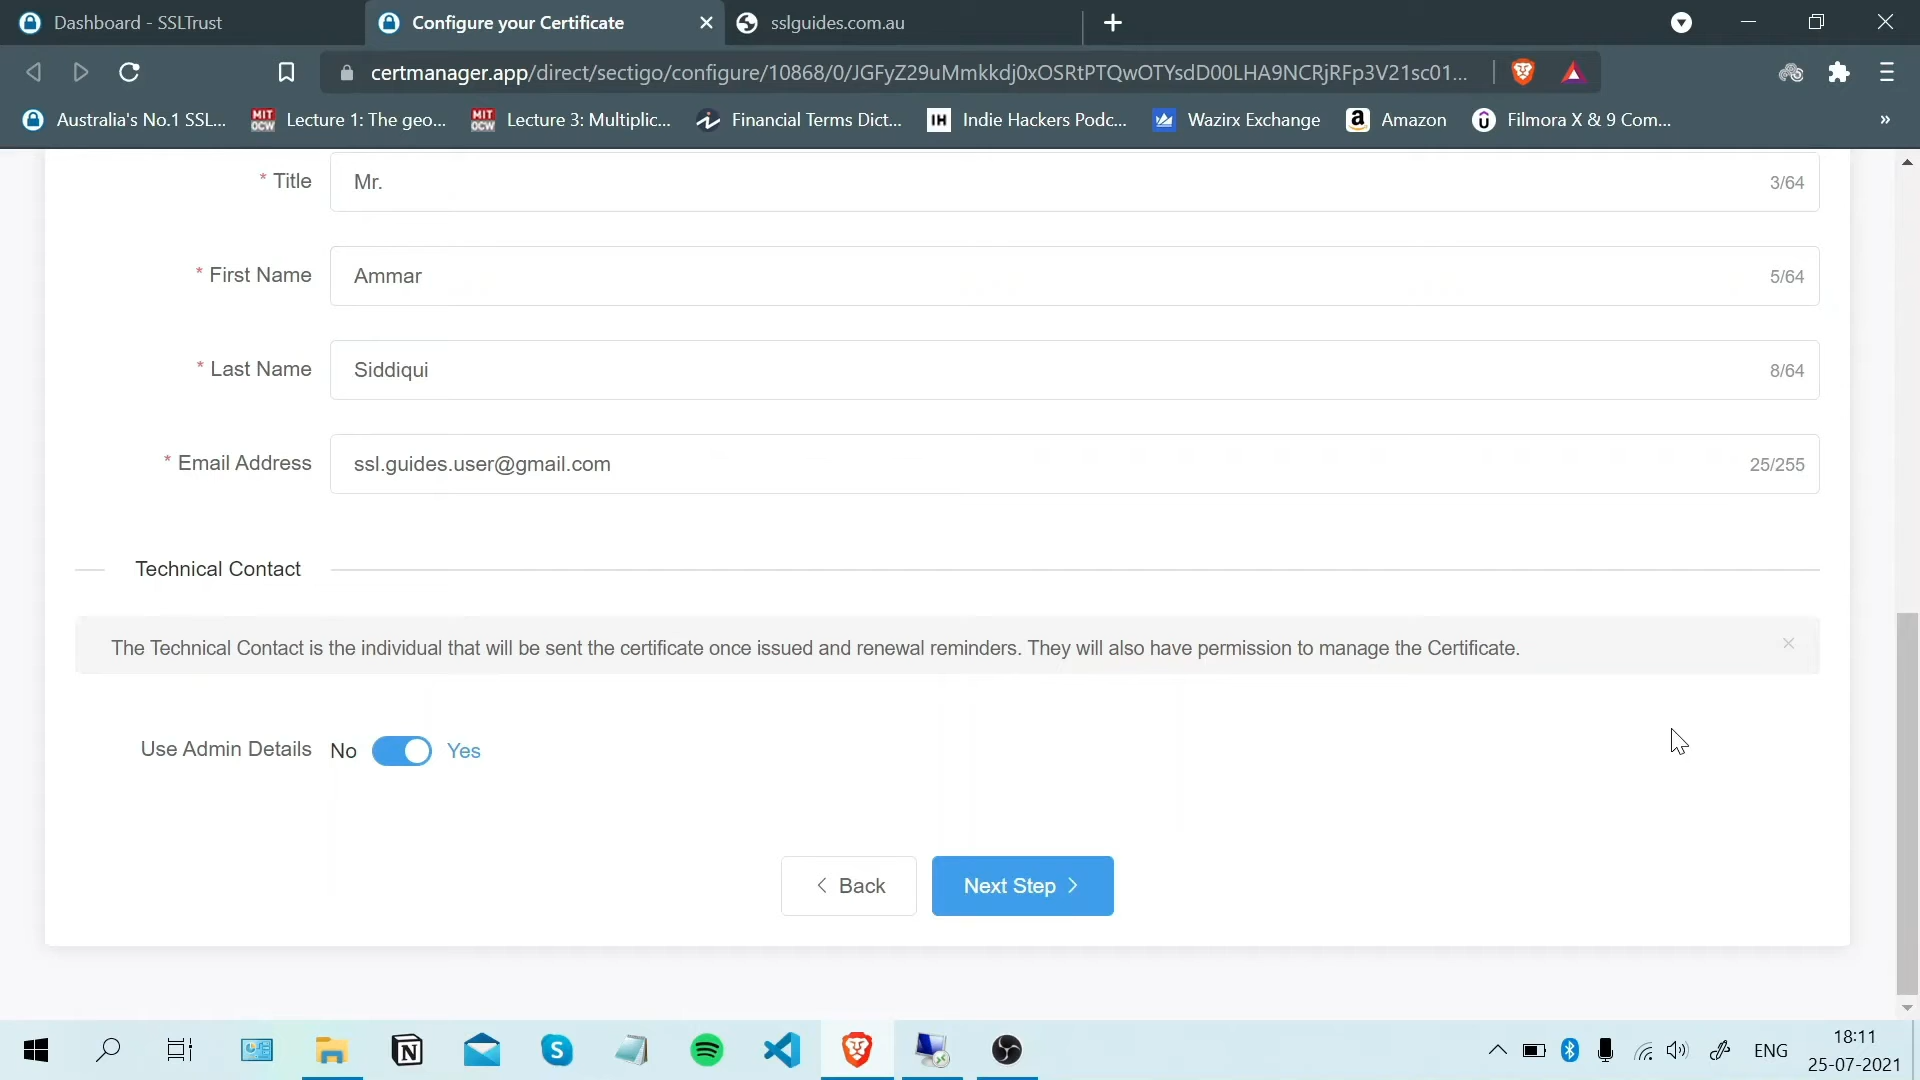 Dashboard - SSLTrust
Configure your Certificate
sslguides.com.au
certmanager.app/direct/sectigo/configure/10868/0/JGFyZ29uMmkkdj0xOSRtPTQwOTYsdD00LHA9NCRjRFp3V21sc01...
Australia's No.1 SSL...
MIT OCW
Lecture 1: The geo...
MIT OCW
Lecture 3: Multiplic...
Financial Terms Dict...
IH
Indie Hackers Podc...
Wazirx Exchange
a
Amazon
Filmora X & 9 Com...
»
* Title
Mr.
3/64
* First Name
Ammar
5/64
* Last Name
Siddiqui
8/64
* Email Address
ssl.guides.user@gmail.com
25/255
Technical Contact
The Technical Contact is the individual that will be sent the certificate once issued and renewal reminders. They will also have permission to manage the Certificate.
Use Admin Details
No
Yes
Back
Next Step
ENG
18:11
25-07-2021